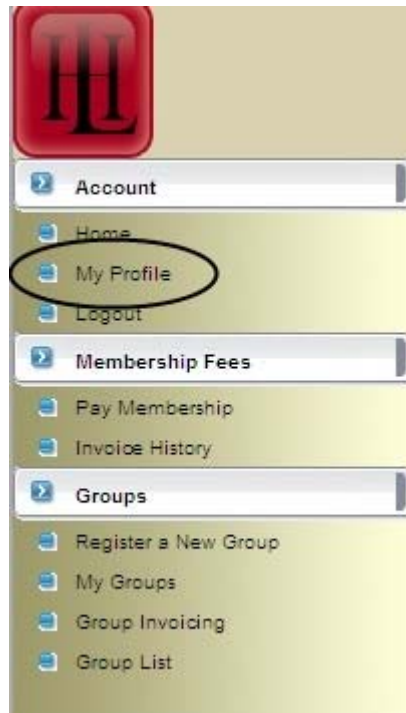 HL
Account
Home
My Profile
Logout
Membership Fees
Pay Membership
Invoice History
Groups
Register a New Group
My Groups
Group Invoicing
Group List